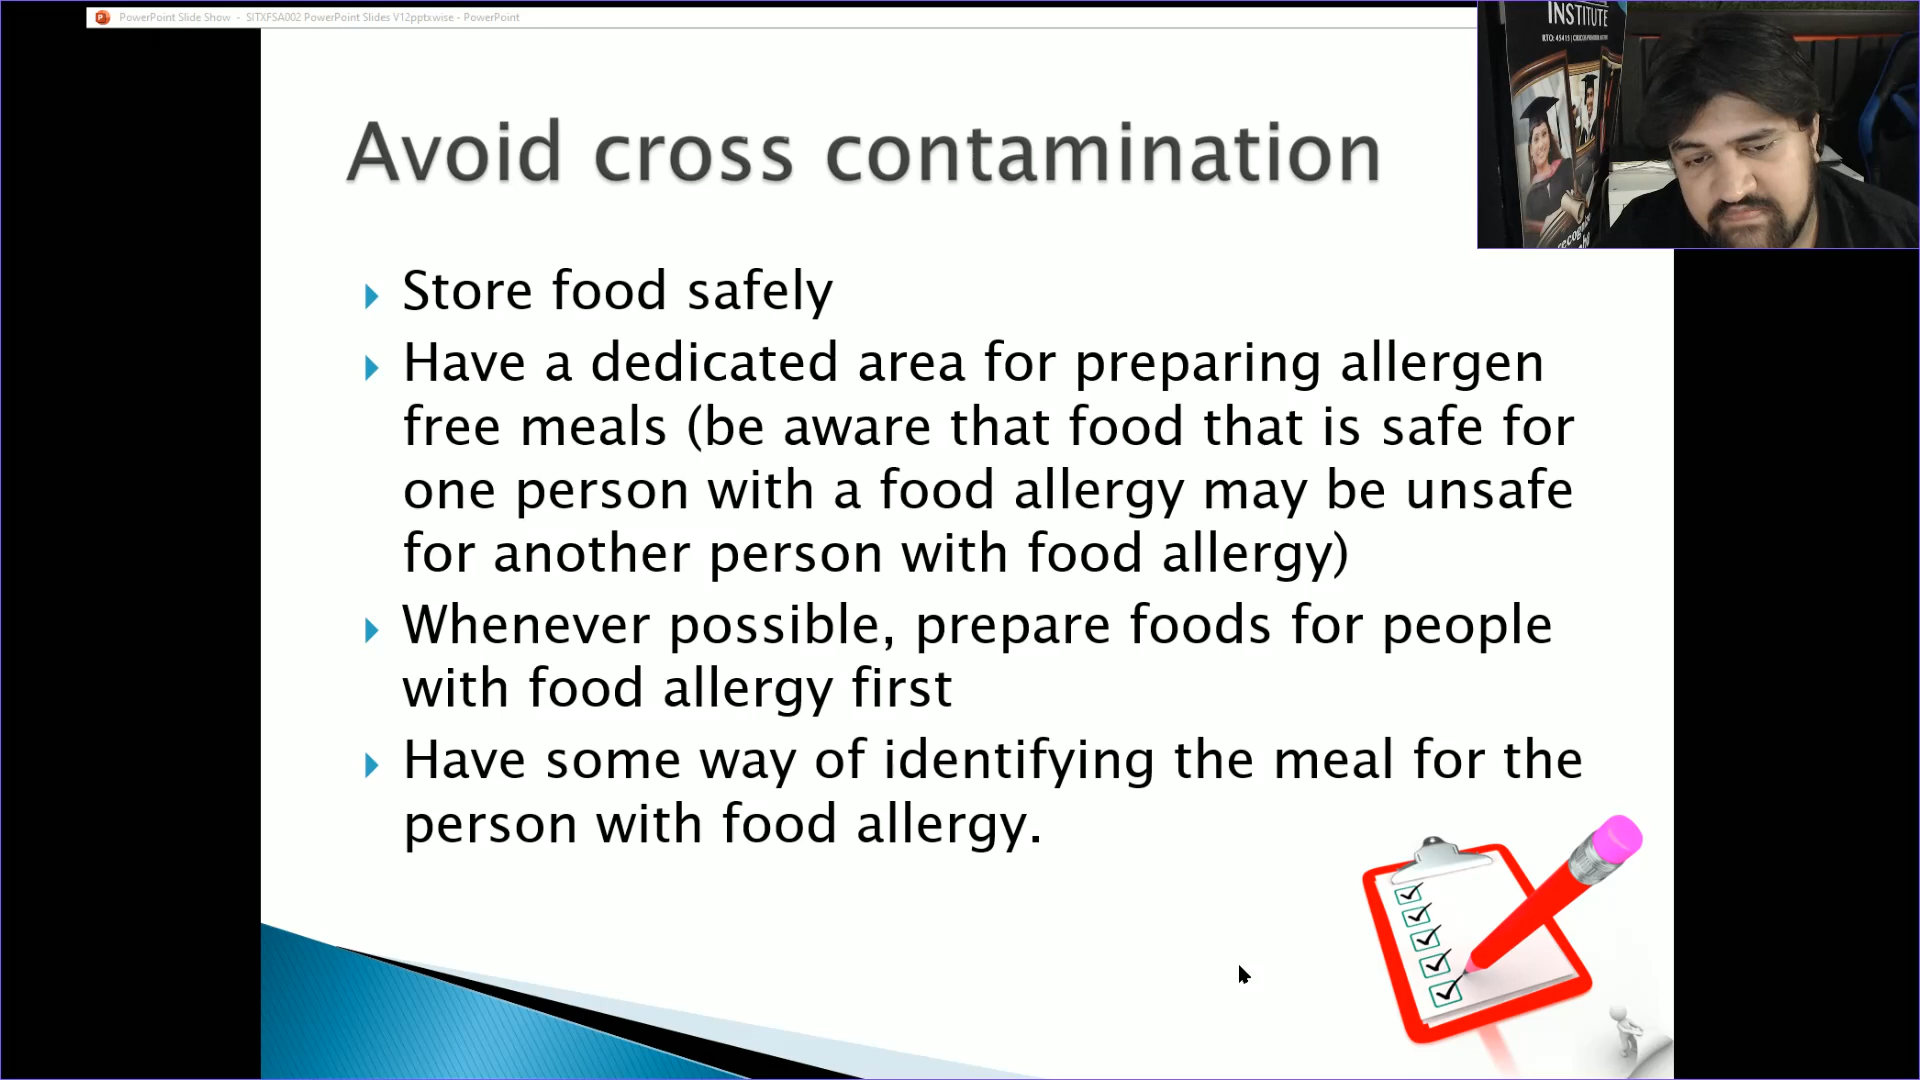 PowerPoint Slide Show - SITXFSA002 PowerPoint Slides V12pptxwise - PowerPoint
INSTITUTE
RTO: 45415 |
Avoid cross contamination
Store food safely
Have a dedicated area for preparing allergen
free meals (be aware that food that is safe for
one person with a food allergy may be unsafe
for another person with food allergy)
Whenever possible, prepare foods for people
with food allergy first
Have some way of identifying the meal for the
person with food allergy.